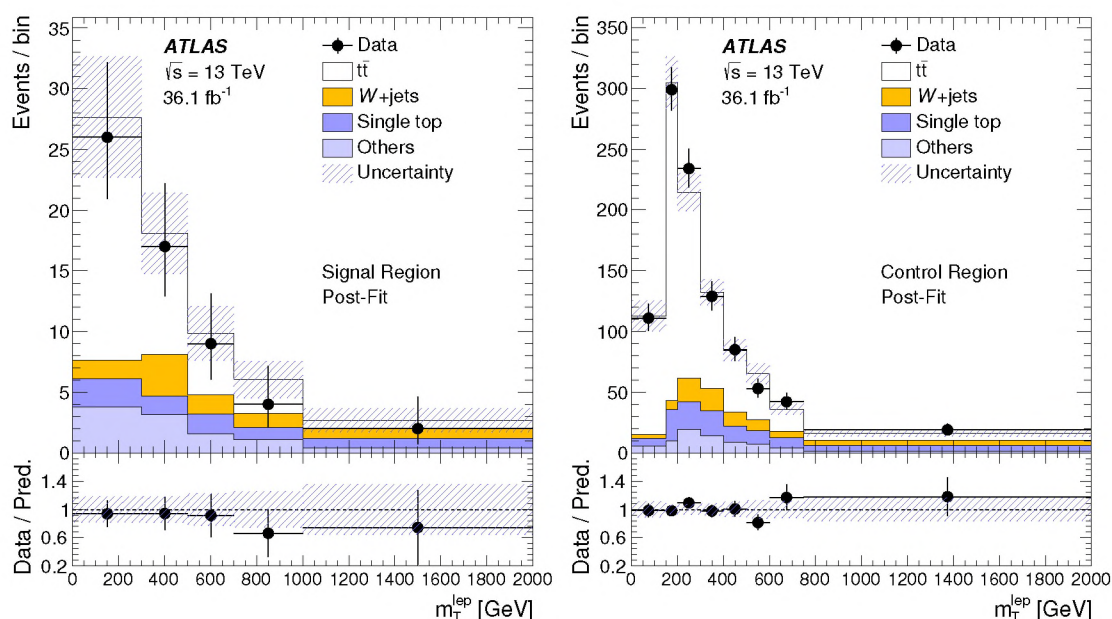 Events / bin
35
30
25
20
15
10
5
0
ATLAS
√s = 13 TeV
36.1 fb⁻¹
Data
tt̄
W+jets
Single top
Others
Uncertainty
Signal Region
Post-Fit
Data / Pred.
1.4
1
0.6
0.2
0 200 400 600 800 1000 1200 1400 1600 1800 2000
m_T^lep [GeV]
Events / bin
350
300
250
200
150
100
50
0
ATLAS
√s = 13 TeV
36.1 fb⁻¹
Data
tt̄
W+jets
Single top
Others
Uncertainty
Control Region
Post-Fit
Data / Pred.
1.4
1
0.6
0.2
0 200 400 600 800 1000 1200 1400 1600 1800 2000
m_T^lep [GeV]